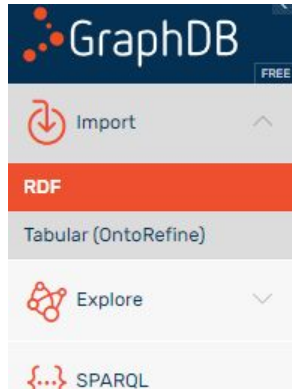 GraphDB
FREE
Import
RDF
Tabular (OntoRefine)
Explore
{...} SPARQL